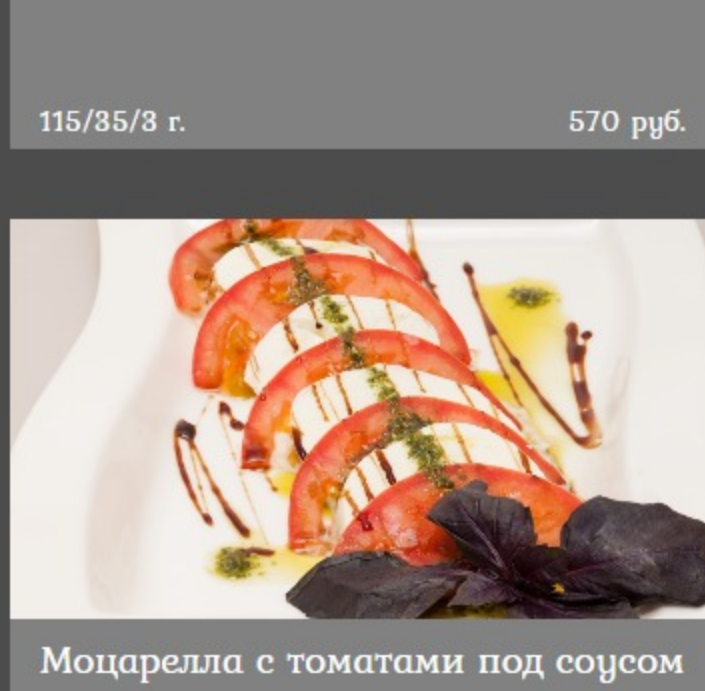 115/35/3 г.
570 руб.
Моцарелла с томатами под соусом